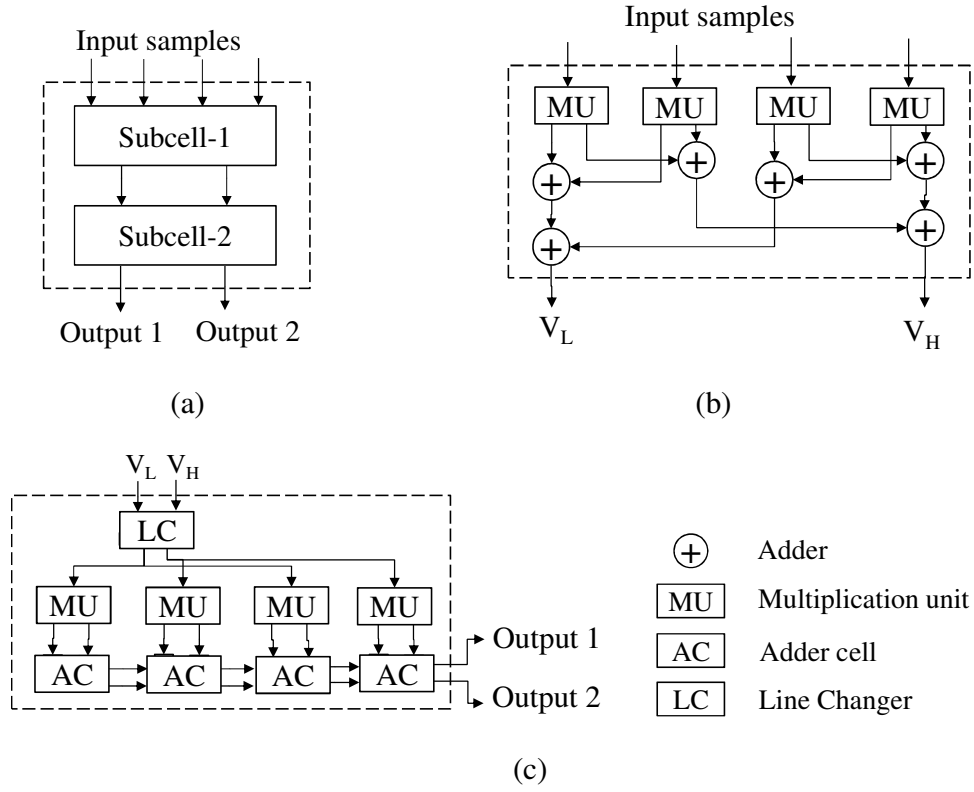 Input samples
Subcell-1
Subcell-2
Output 1 Output 2
(a)
Input samples
MU MU MU MU
+ +
+ +
+ +
V_L V_H
(b)
V_L V_H
LC
MU MU MU MU
AC AC AC AC
Output 1
Output 2
+ Adder
MU Multiplication unit
AC Adder cell
LC Line Changer
(c)